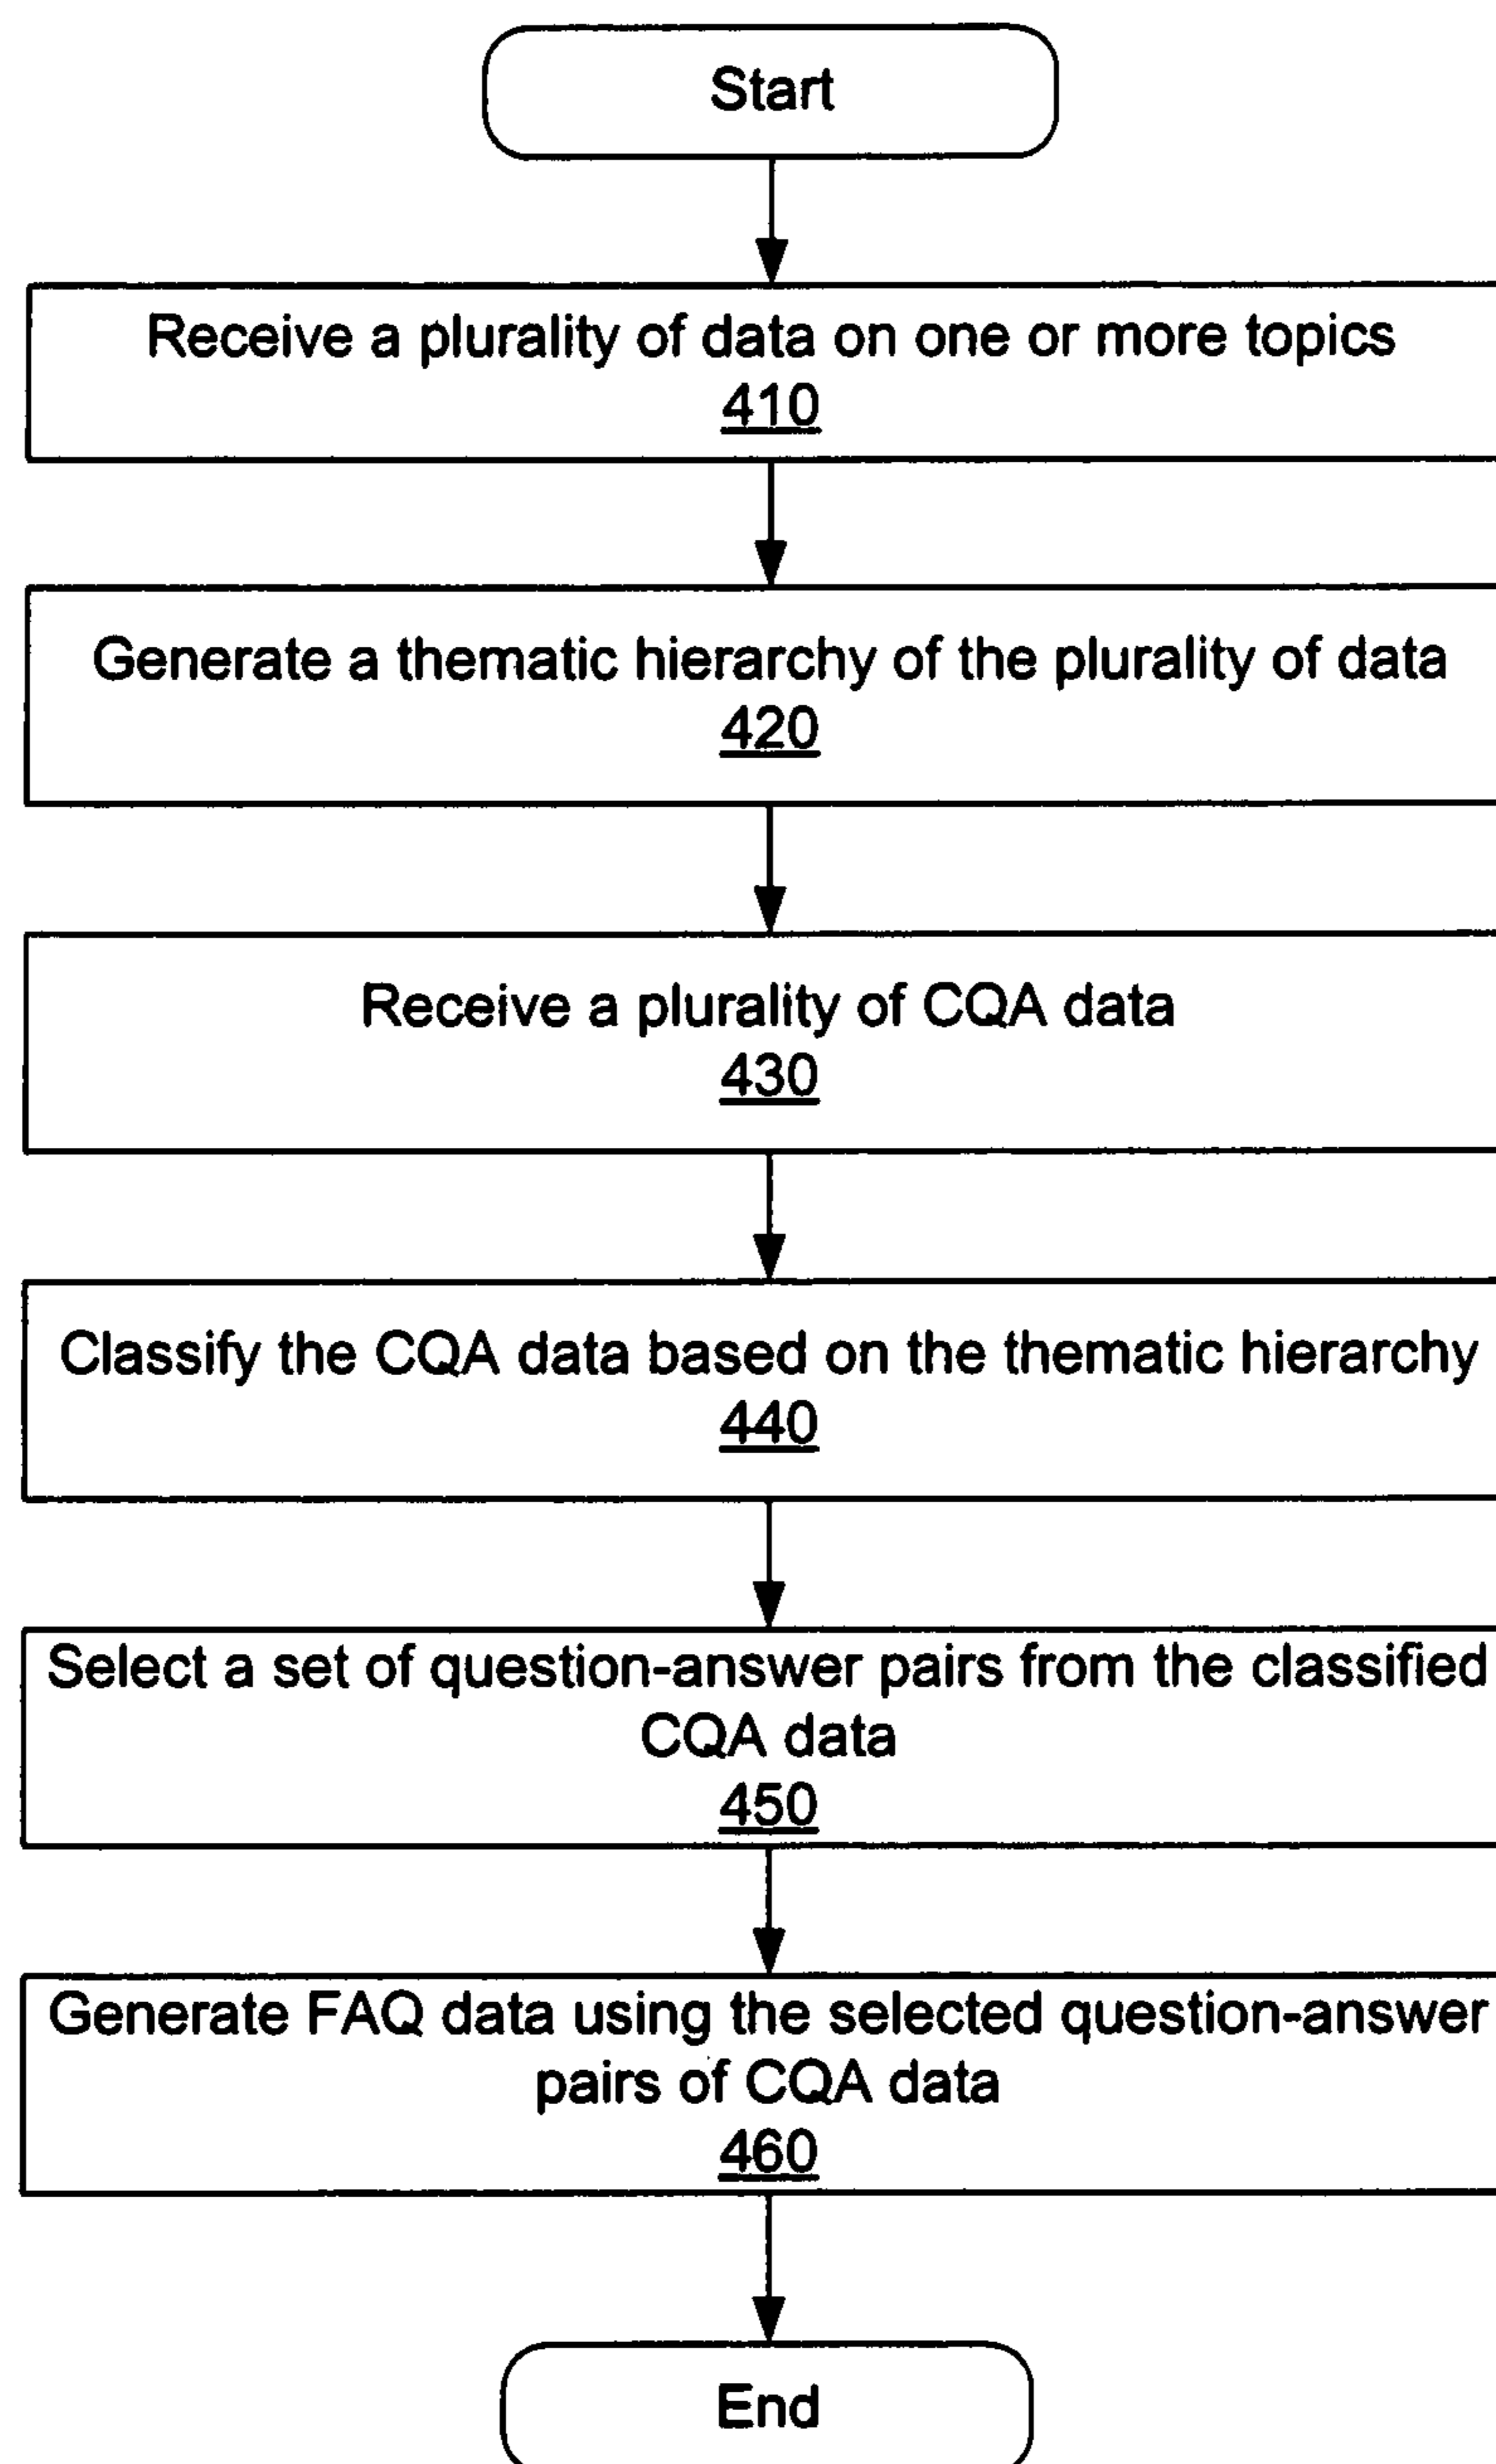 Start
Receive a plurality of data on one or more topics
410
Generate a thematic hierarchy of the plurality of data
420
Receive a plurality of CQA data
430
Classify the CQA data based on the thematic hierarchy
440
Select a set of question-answer pairs from the classified
CQA data
450
Generate FAQ data using the selected question-answer
pairs of CQA data
460
End